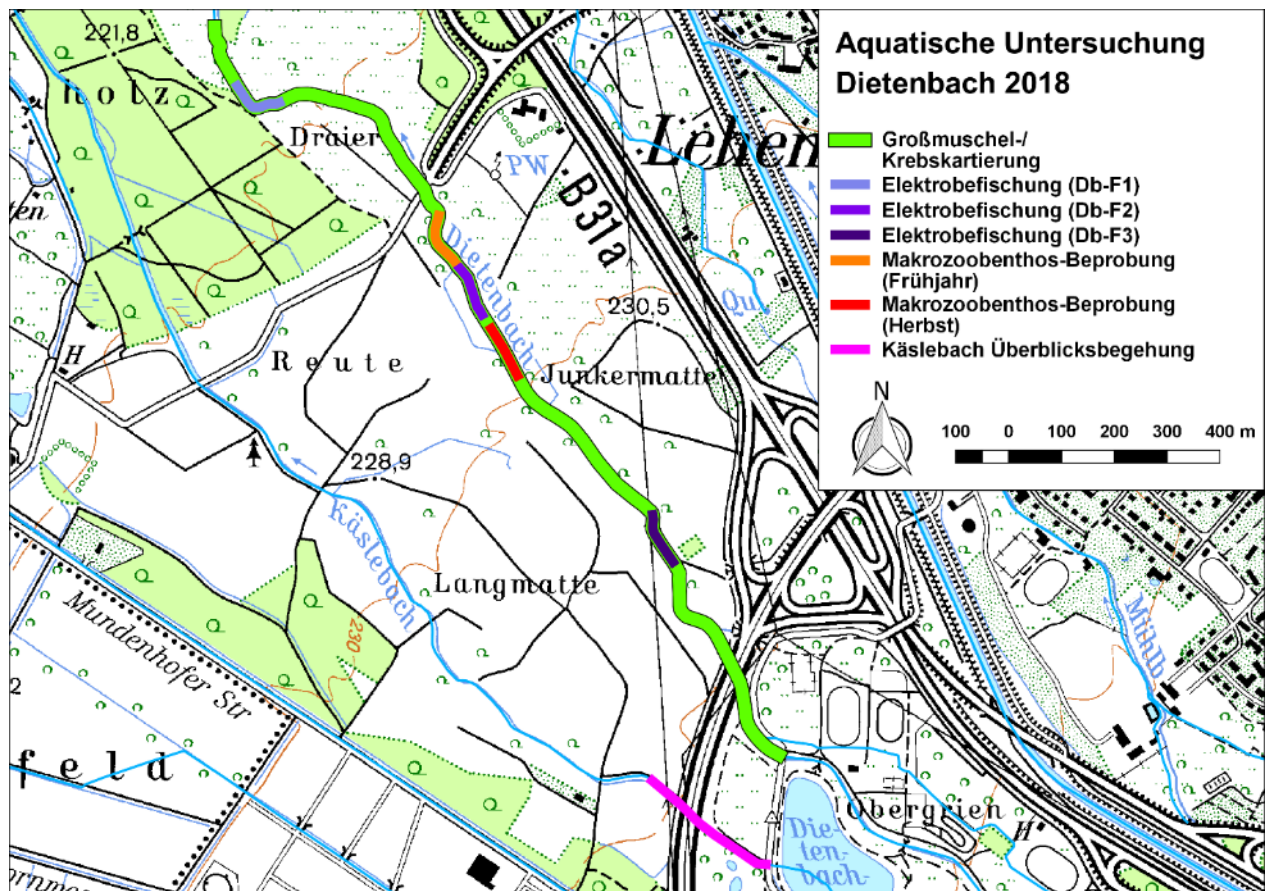 Aquatische Untersuchung
Dietenbach 2018
Großmuschel-/
Krebskartierung
Elektrobefischung (Db-F1)
Elektrobefischung (Db-F2)
Elektrobefischung (Db-F3)
Makrozoobenthos-Beprobung
(Frühjahr)
Makrozoobenthos-Beprobung
(Herbst)
Käslebach Überblicksbegehung
N
100 0 100 200 300 400 m
221,8
holz
Draier
PW
Lehen
B31a
Dietenbach
230,5
Qu.
Reute
H
Junkermatte
228,9
Käslebach
Langmatte
230
Mundenhofer Str
Mühlb
feld
Obergrien
H
Die-
ten-
bach-